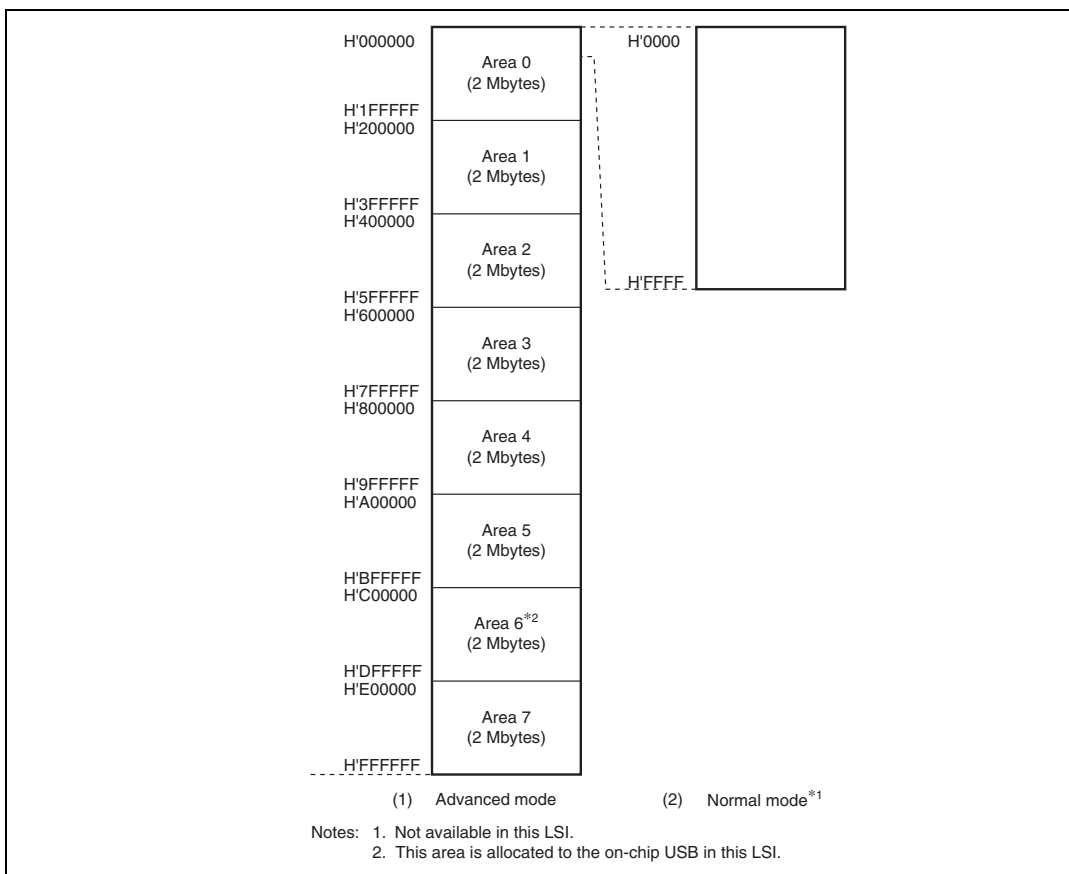 H'000000
Area 0
(2 Mbytes)
H'1FFFFF
H'200000
Area 1
(2 Mbytes)
H'3FFFFF
H'400000
Area 2
(2 Mbytes)
H'5FFFFF
H'600000
Area 3
(2 Mbytes)
H'7FFFFF
H'800000
Area 4
(2 Mbytes)
H'9FFFFF
H'A00000
Area 5
(2 Mbytes)
H'BFFFFF
H'C00000
Area 6*2
(2 Mbytes)
H'DFFFFF
H'E00000
Area 7
(2 Mbytes)
H'FFFFFF
(1) Advanced mode
H'0000
H'FFFF
(2) Normal mode*1
Notes: 1. Not available in this LSI.
2. This area is allocated to the on-chip USB in this LSI.